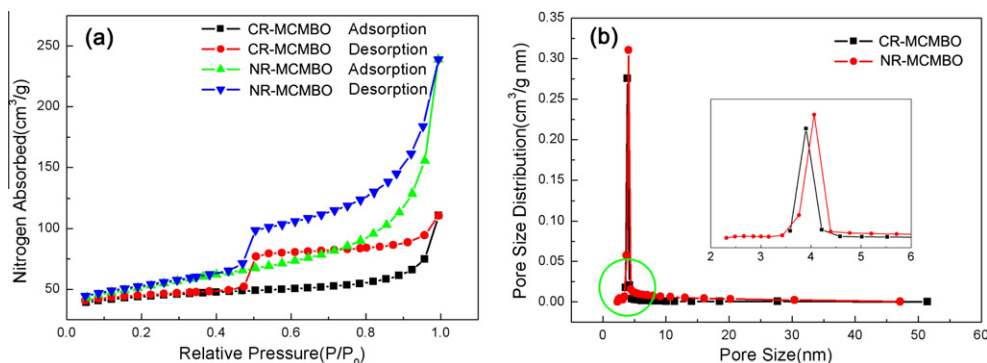 (a)
CR-MCMBO Adsorption
CR-MCMBO Desorption
NR-MCMBO Adsorption
NR-MCMBO Desorption
Nitrogen Absorbed(cm³/g)
250
200
150
100
50
0.0 0.2 0.4 0.6 0.8 1.0
Relative Pressure(P/P₀)
(b)
CR-MCMBO
NR-MCMBO
Pore Size Distribution(cm³/g nm)
0.35
0.30
0.25
0.20
0.15
0.10
0.05
0.00
2 3 4 5 6
0 10 20 30 40 50 60
Pore Size(nm)